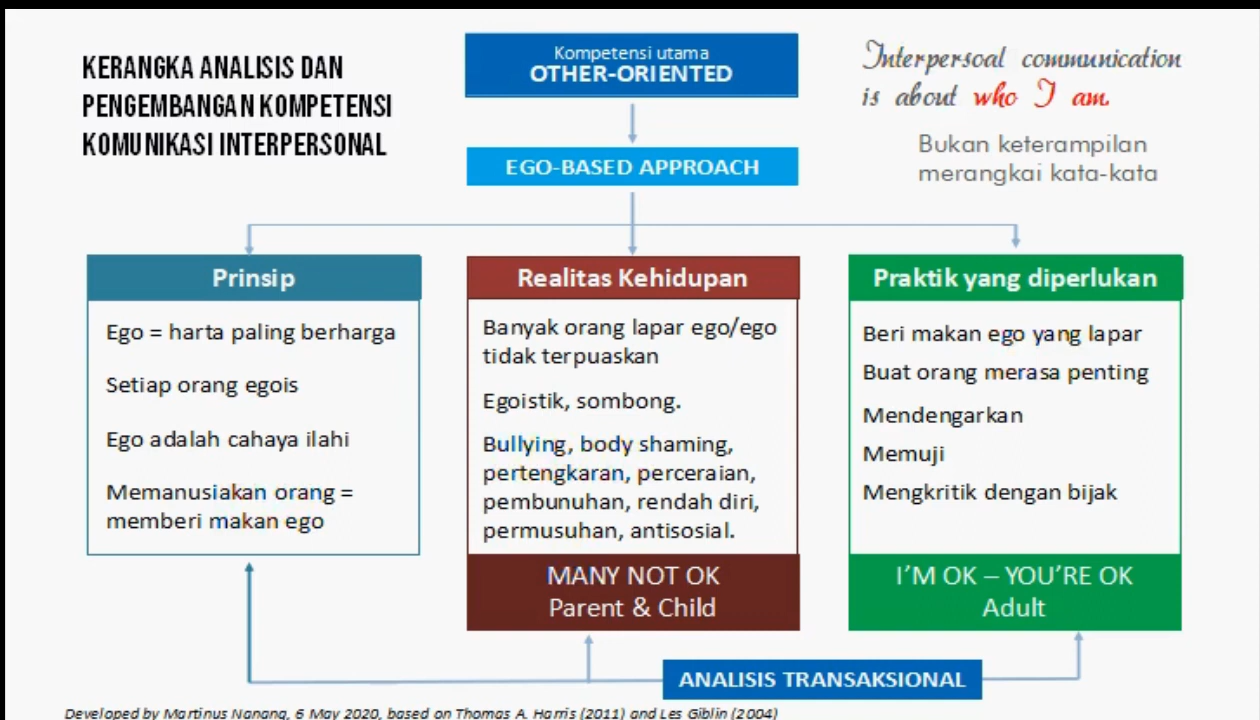 KERANGKA ANALISIS DAN
PENGEMBANGAN KOMPETENSI
KOMUNIKASI INTERPERSONAL
Kompetensi utama
OTHER-ORIENTED
Interpersoal communication
is about who I am.
Bukan keterampilan
merangkai kata-kata
EGO-BASED APPROACH
Prinsip
Ego = harta paling berharga
Setiap orang egois
Ego adalah cahaya ilahi
Memanusiakan orang =
memberi makan ego
Realitas Kehidupan
Banyak orang lapar ego/ego
tidak terpuaskan
Egoistik, sombong.
Bullying, body shaming,
pertengkaran, perceraian,
pembunuhan, rendah diri,
permusuhan, antisosial.
MANY NOT OK
Parent & Child
Praktik yang diperlukan
Beri makan ego yang lapar
Buat orang merasa penting
Mendengarkan
Memuji
Mengkritik dengan bijak
I'M OK – YOU'RE OK
Adult
ANALISIS TRANSAKSIONAL
Developed by Martinus Nanang, 6 May 2020, based on Thomas A. Harris (2011) and Les Giblin (2004)